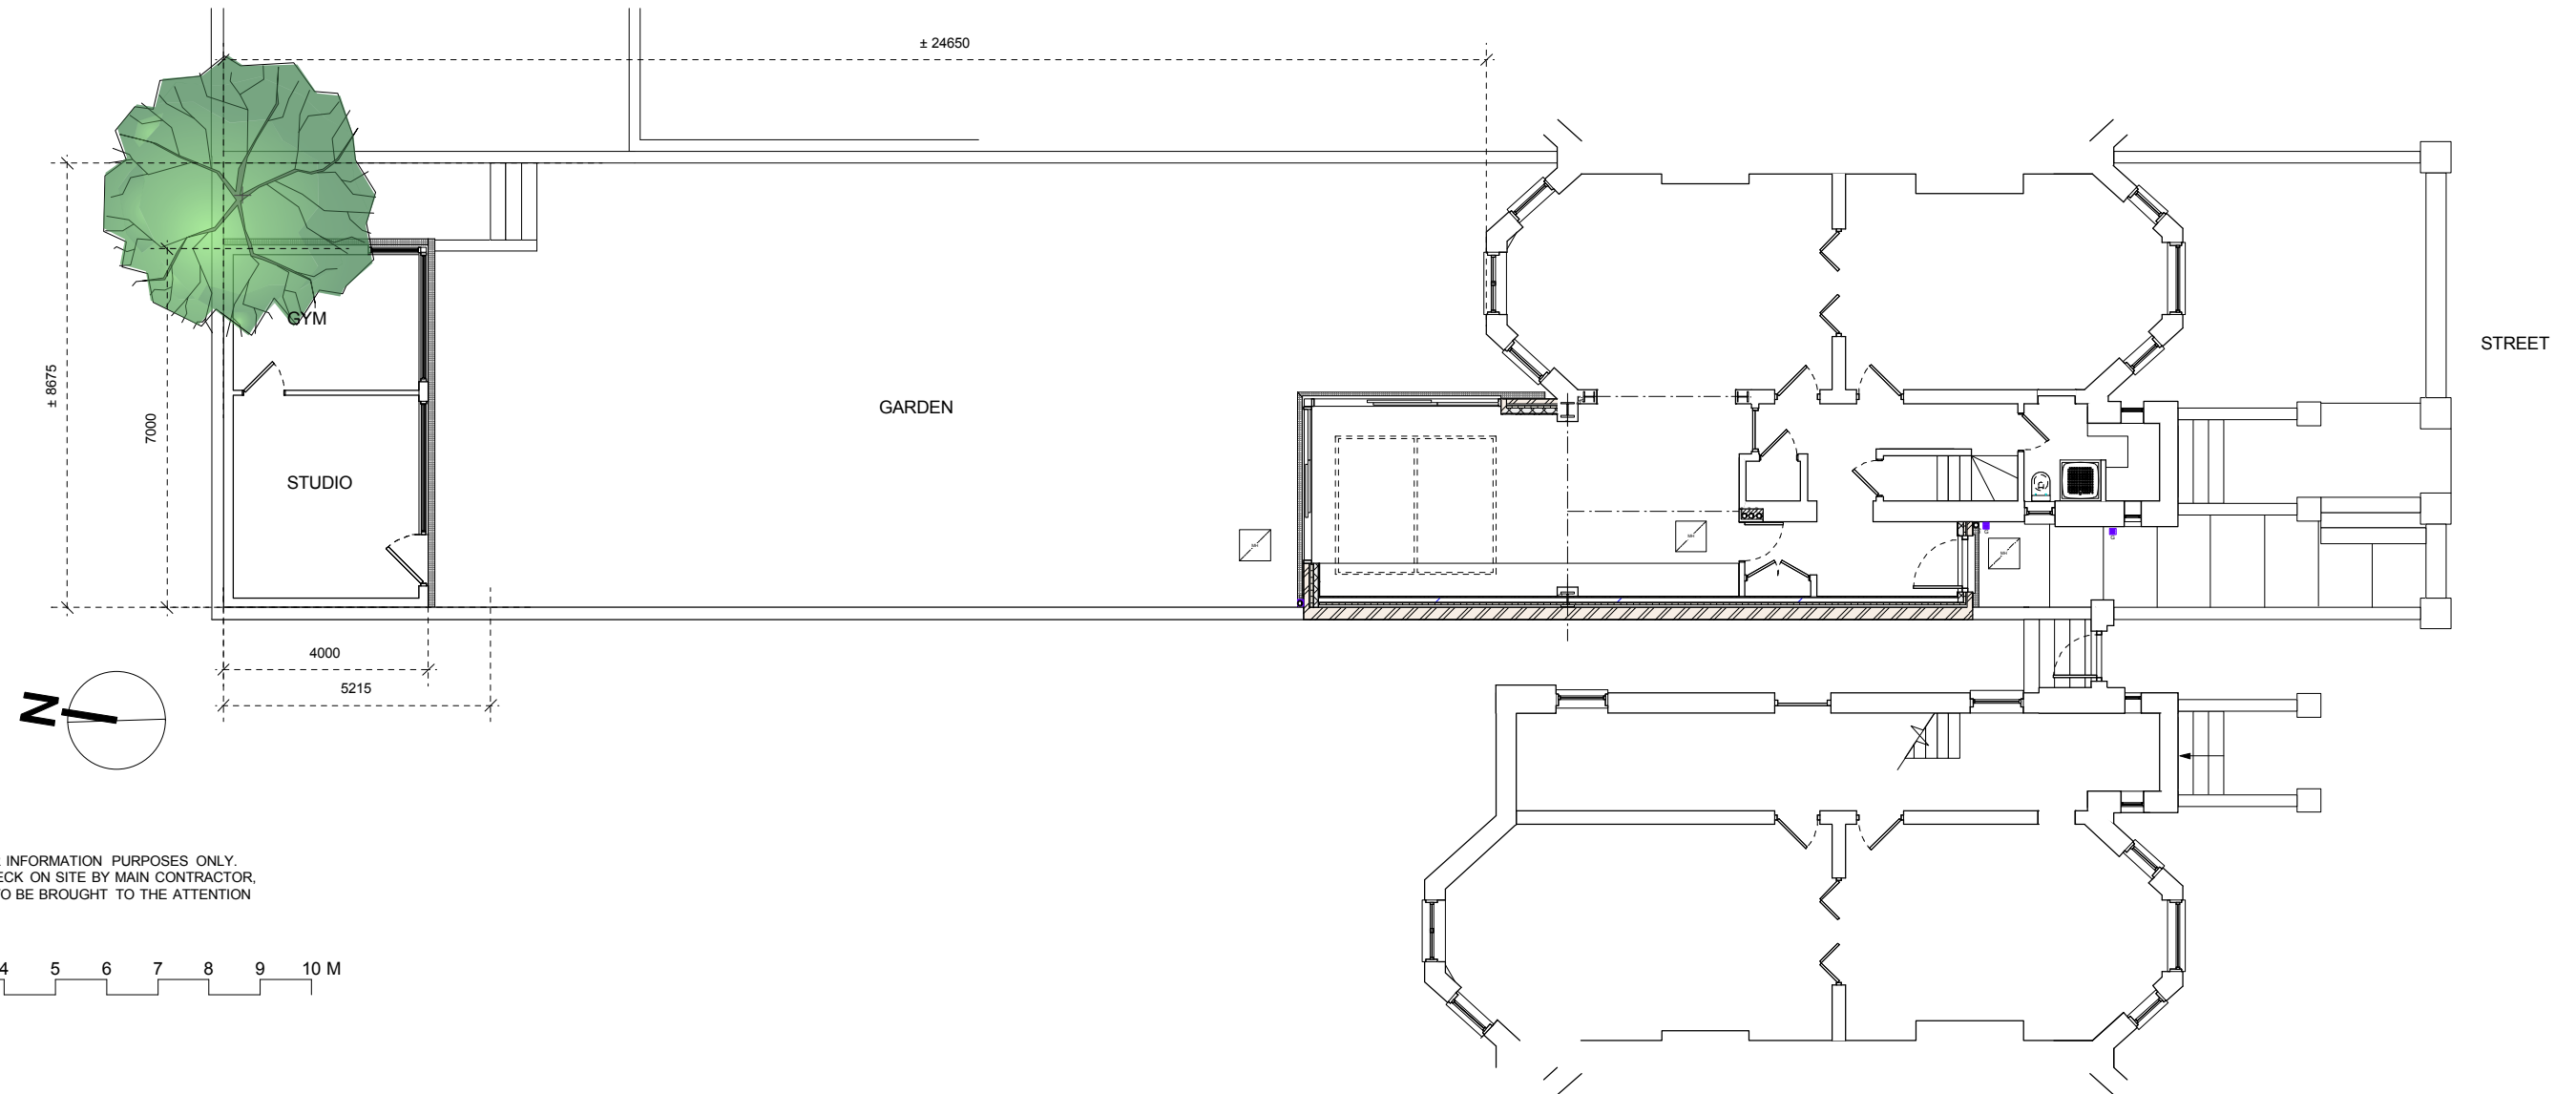 ± 24650
± 8675
7000
GYM
STUDIO
GARDEN
STREET
4000
5215
N
INFORMATION PURPOSES ONLY.
ON SITE BY MAIN CONTRACTOR,
BE BROUGHT TO THE ATTENTION
4 5 6 7 8 9 10 M